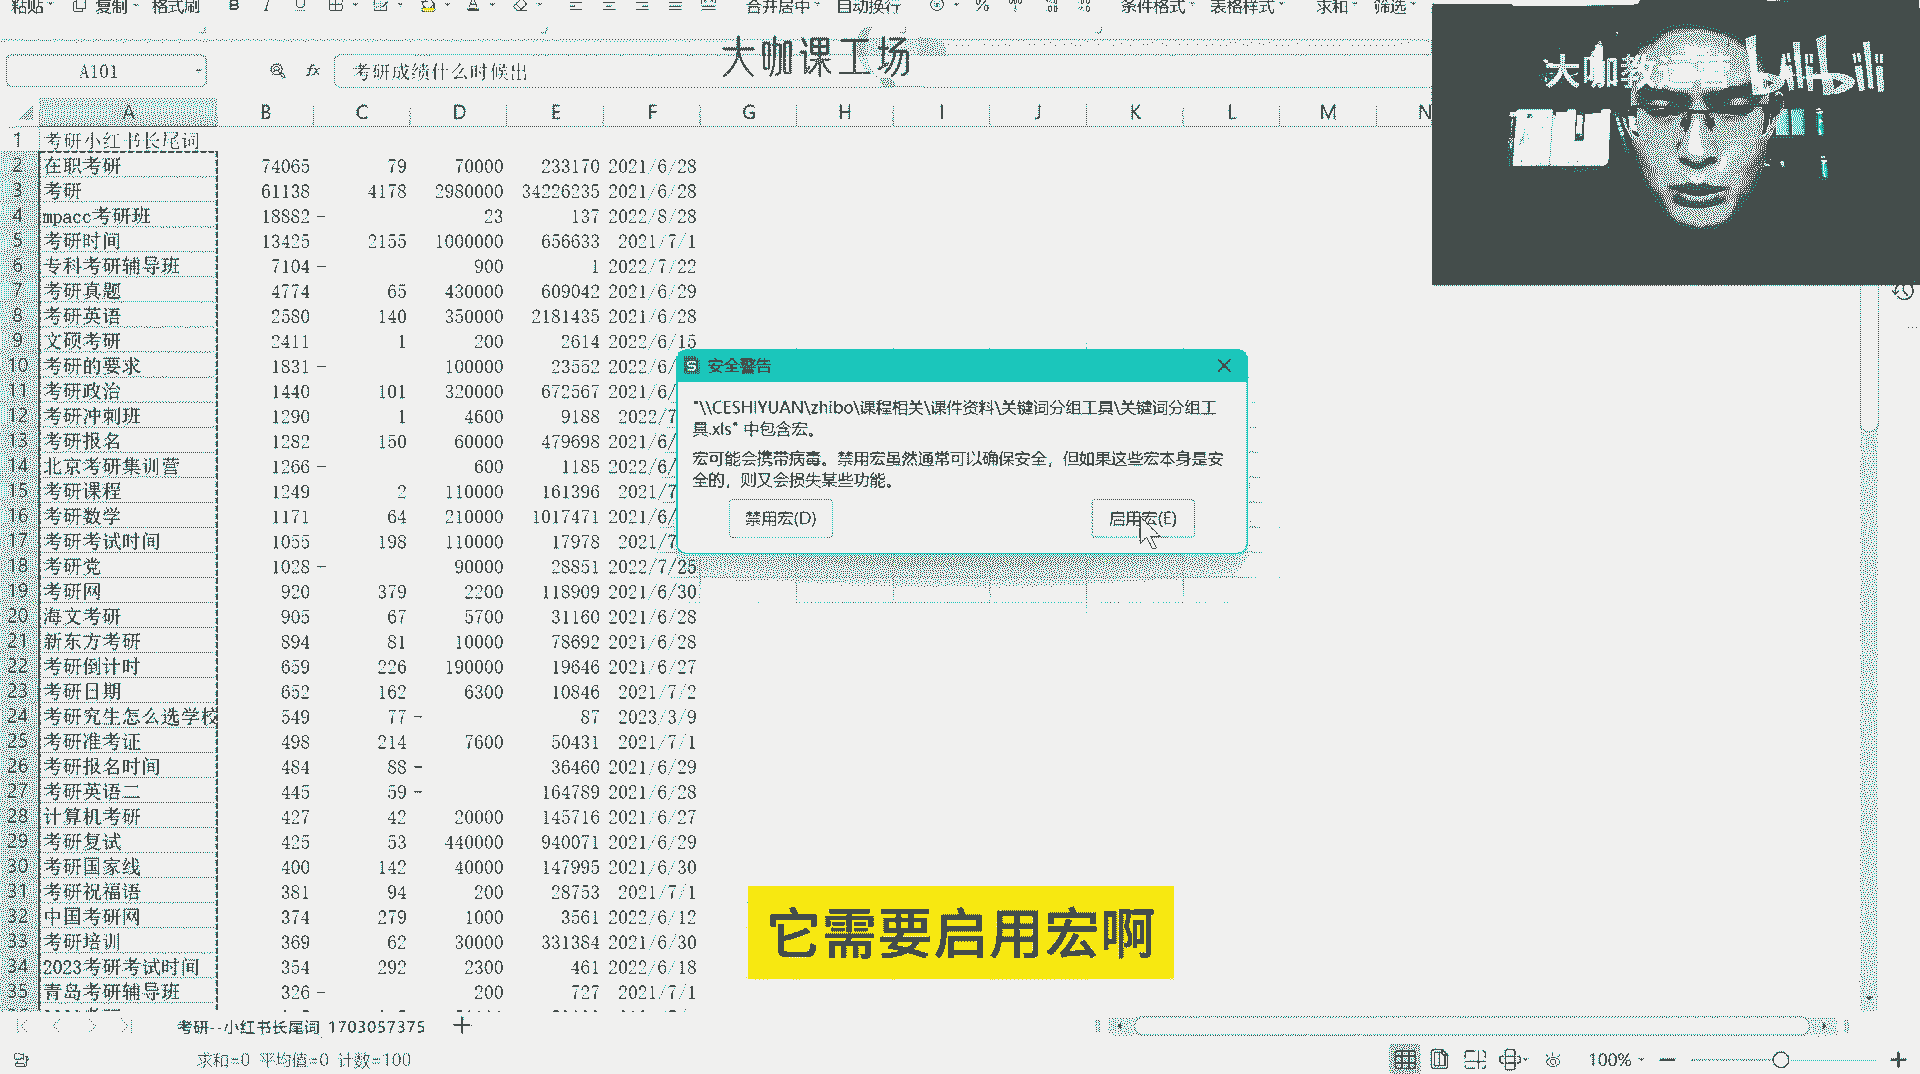 粘贴 复制 格式刷 B I U A 合并居中 自动换行 % 条件格式 表格样式 求和 筛选
A101 fx 考研成绩什么时候出
大咖课工场
大咖教 bilibili
A B C D E F G H I J K L M N
1 考研小红书长尾词
2 在职考研 74065 79 70000 233170 2021/6/28
3 考研 61138 4178 2980000 34226235 2021/6/28
4 mpacc考研班 18882 - 23 137 2022/8/28
5 考研时间 13425 2155 1000000 656633 2021/7/1
6 专科考研辅导班 7104 - 900 1 2022/7/22
7 考研真题 4774 65 430000 609042 2021/6/29
8 考研英语 2580 140 350000 2181435 2021/6/28
9 文硕考研 2411 1 200 2614 2022/6/15
10 考研的要求 1831 - 100000 23552 2022/6/
11 考研政治 1440 101 320000 672567 2021/6/
12 考研冲刺班 1290 1 4600 9188 2022/7
13 考研报名 1282 150 60000 479698 2021/6/
14 北京考研集训营 1266 - 600 1185 2022/6/
15 考研课程 1249 2 110000 161396 2021/7
16 考研数学 1171 64 210000 1017471 2021/6/
17 考研考试时间 1055 198 110000 17978 2021/7
18 考研党 1028 - 90000 28851 2022/7/25
19 考研网 920 379 2200 118909 2021/6/30
20 海文考研 905 67 5700 31160 2021/6/28
21 新东方考研 894 81 10000 78692 2021/6/28
22 考研倒计时 659 226 190000 19646 2021/6/27
23 考研日期 652 162 6300 10846 2021/7/2
24 考研究生怎么选学校 549 77 - 87 2023/3/9
25 考研准考证 498 214 7600 50431 2021/7/1
26 考研报名时间 484 88 - 36460 2021/6/29
27 考研英语二 445 59 - 164789 2021/6/28
28 计算机考研 427 42 20000 145716 2021/6/27
29 考研复试 425 53 440000 940071 2021/6/29
30 考研国家线 400 142 40000 147995 2021/6/30
31 考研祝福语 381 94 200 28753 2021/7/1
32 中国考研网 374 279 1000 3561 2022/6/12
33 考研培训 369 62 30000 331384 2021/6/30
34 2023考研考试时间 354 292 2300 461 2022/6/18
35 青岛考研辅导班 326 - 200 727 2021/7/1
安全警告
"\\CESHIYUAN\zhibo\课程相关\课件资料\关键词分组工具\关键词分组工
具.xls" 中包含宏。
宏可能会携带病毒。禁用宏虽然通常可以确保安全，但如果这些宏本身是安
全的，则又会损失某些功能。
禁用宏(D) 启用宏(E)
它需要启用宏啊
考研--小红书长尾词_1703057375 +
求和=0 平均值=0 计数=100 100%